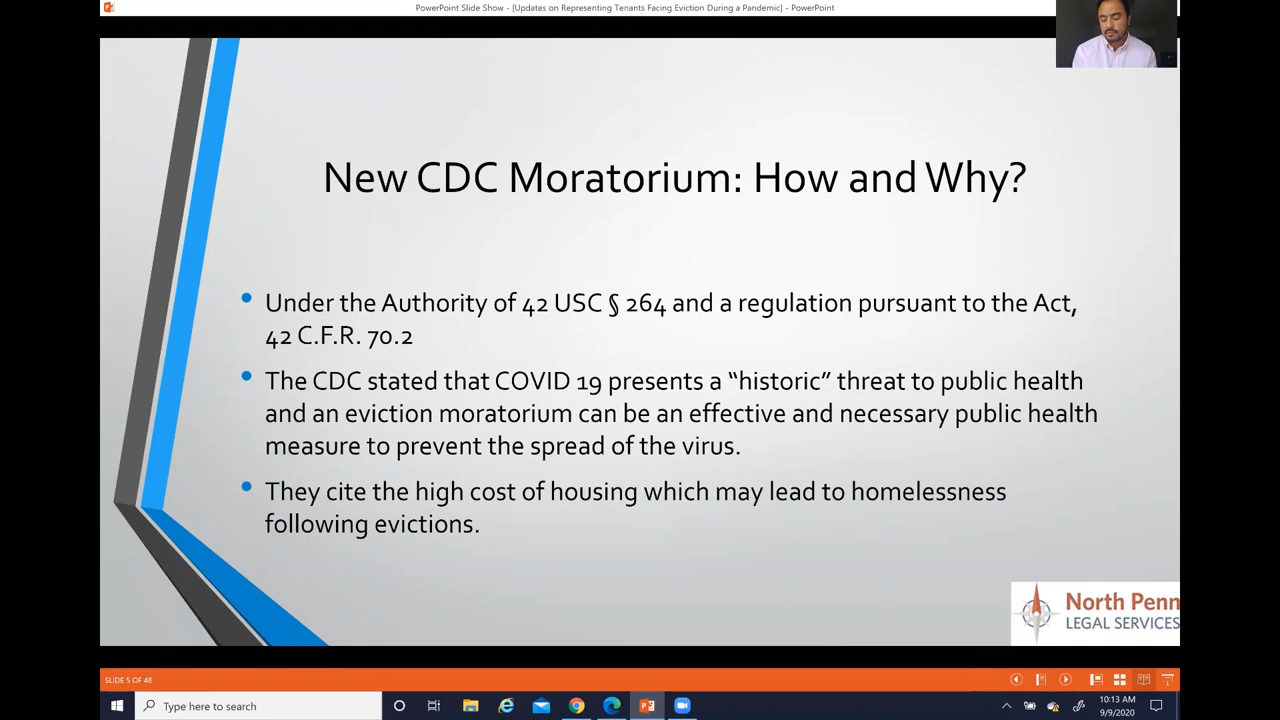 PowerPoint Slide Show - [Updates on Representing Tenants Facing Eviction During a Pandemic] - PowerPoint
New CDC Moratorium: How and Why?
• Under the Authority of 42 USC § 264 and a regulation pursuant to the Act,
42 C.F.R. 70.2
• The CDC stated that COVID 19 presents a “historic” threat to public health
and an eviction moratorium can be an effective and necessary public health
measure to prevent the spread of the virus.
• They cite the high cost of housing which may lead to homelessness
following evictions.
North Penn
LEGAL SERVICES
SLIDE 5 OF 48
Type here to search
10:13 AM
9/9/2020